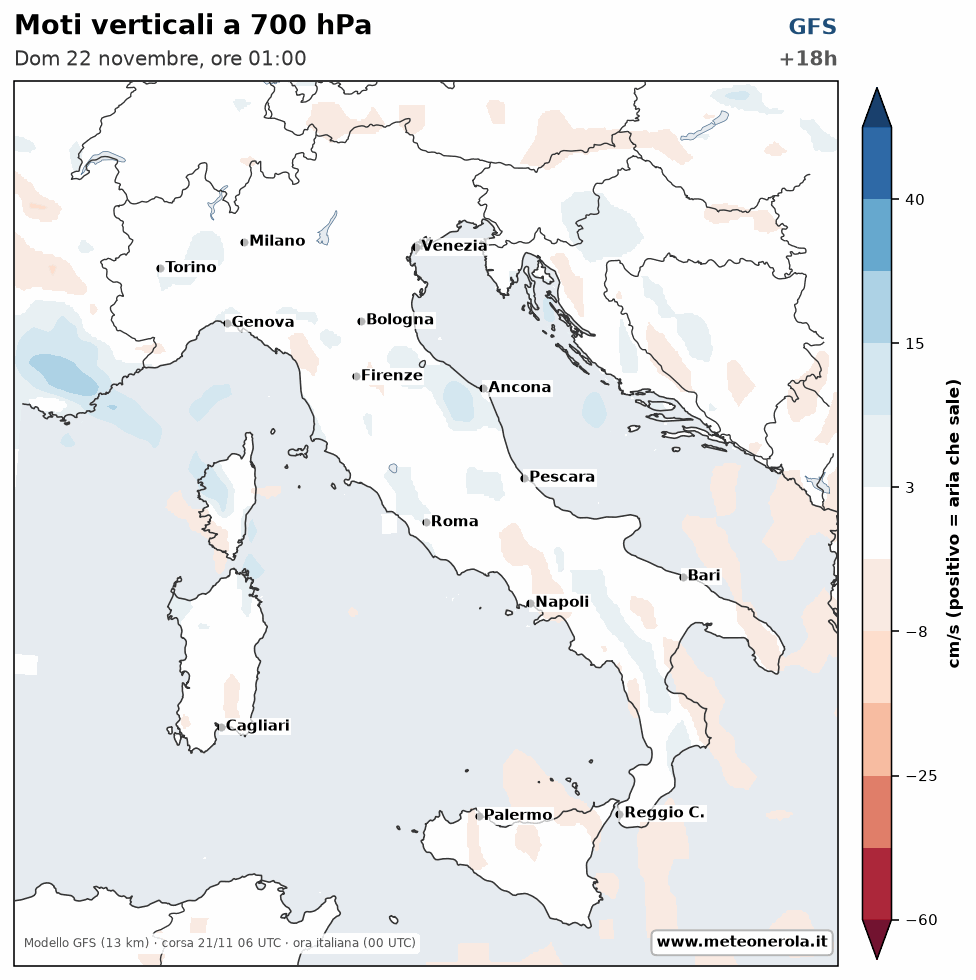 Moti verticali a 700 hPa
GFS
Dom 22 novembre, ore 01:00
+18h
Milano
Venezia
Torino
Genova
Bologna
Firenze
Ancona
Pescara
Roma
Bari
Napoli
Cagliari
Palermo
Reggio C.
40
15
3
−8
−25
−60
cm/s (positivo = aria che sale)
Modello GFS (13 km) · corsa 21/11 06 UTC · ora italiana (00 UTC)
www.meteonerola.it